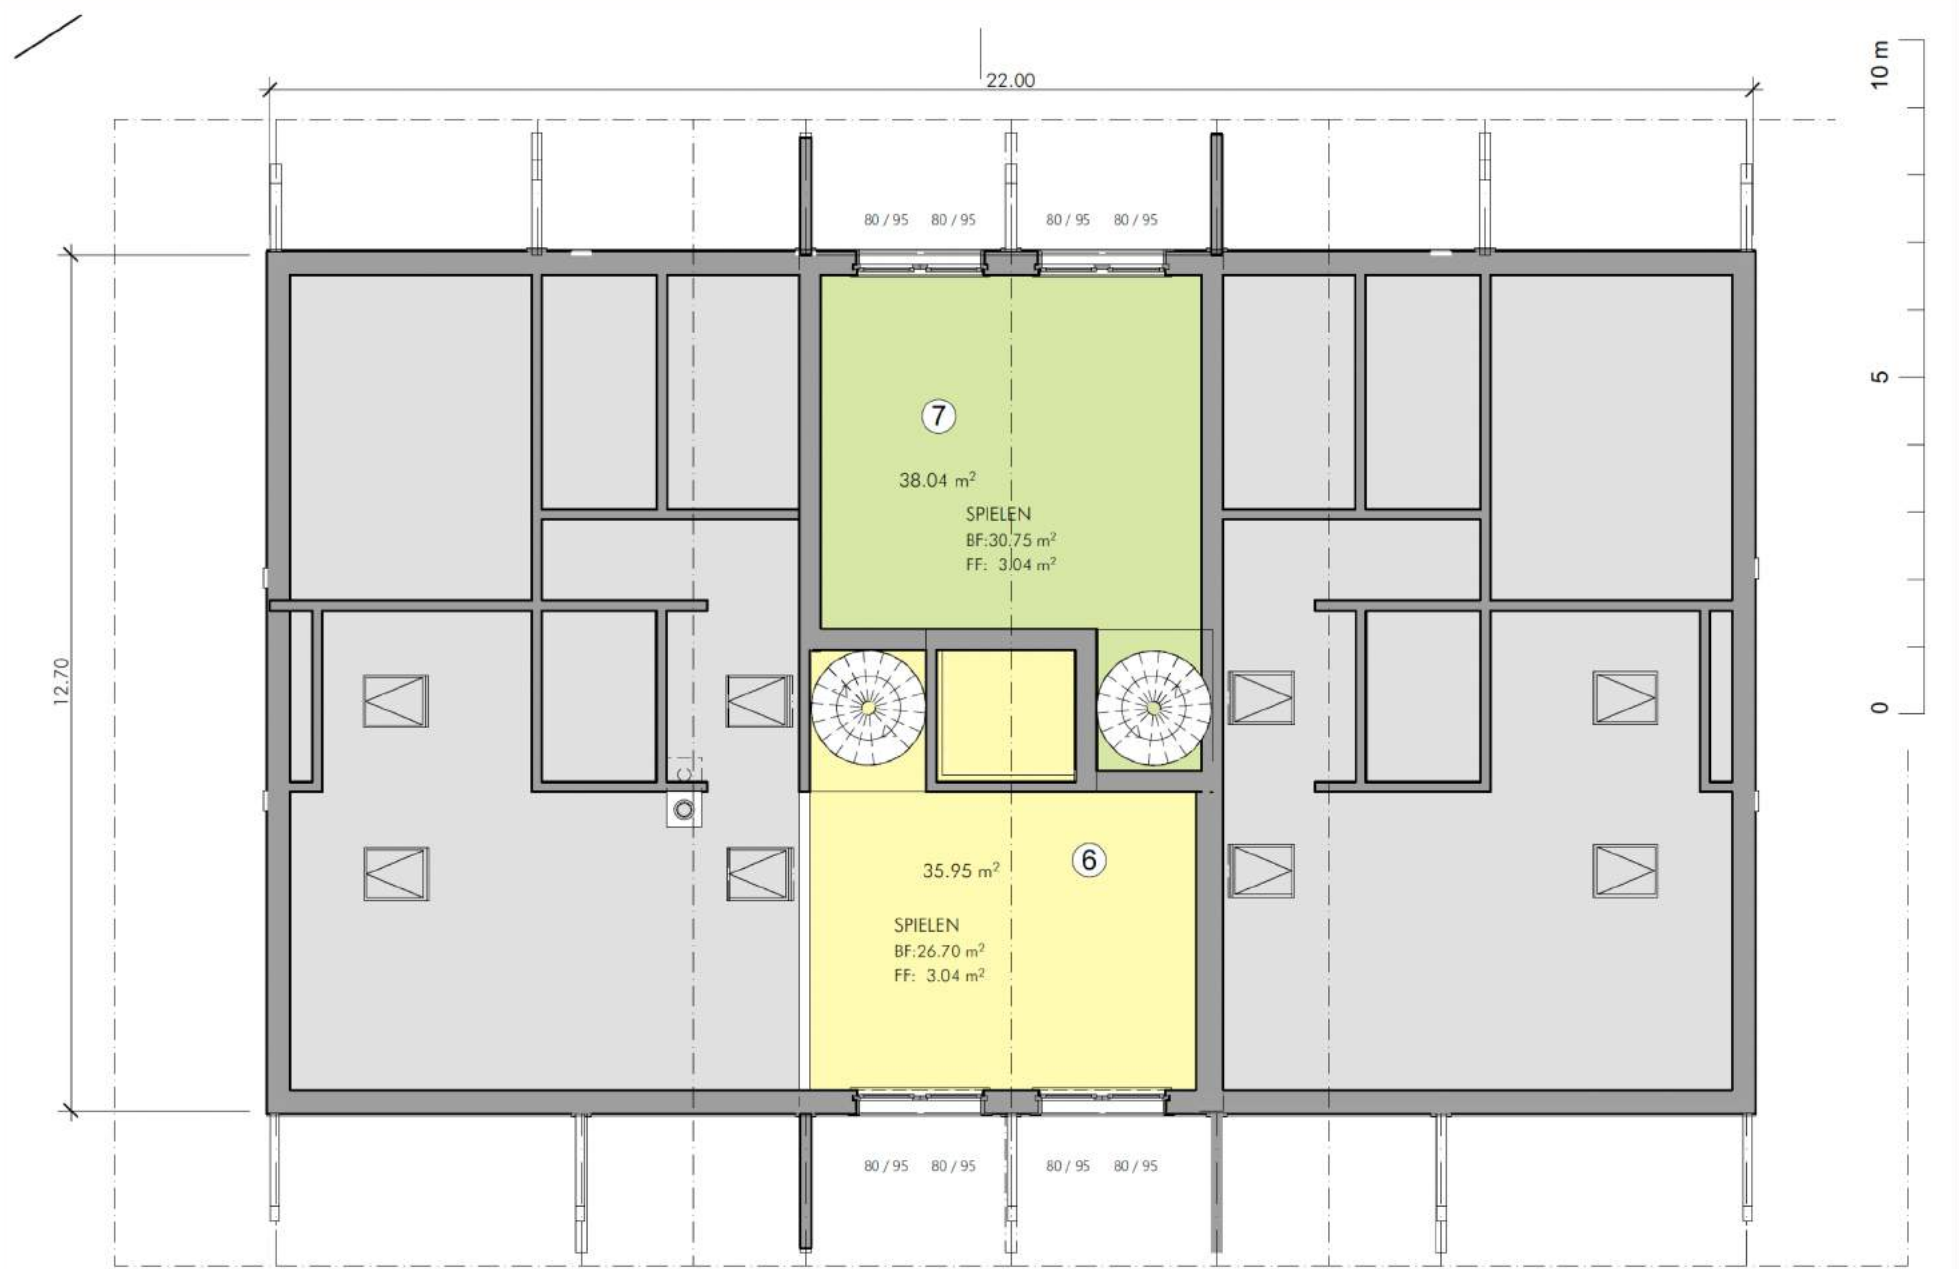 22.00
10 m
80 / 95 80 / 95 80 / 95 80 / 95
5
7
38.04 m²
SPIELEN
BF:30.75 m²
FF: 3.04 m²
12.70
0
6
35.95 m²
SPIELEN
BF:26.70 m²
FF: 3.04 m²
80 / 95 80 / 95 80 / 95 80 / 95